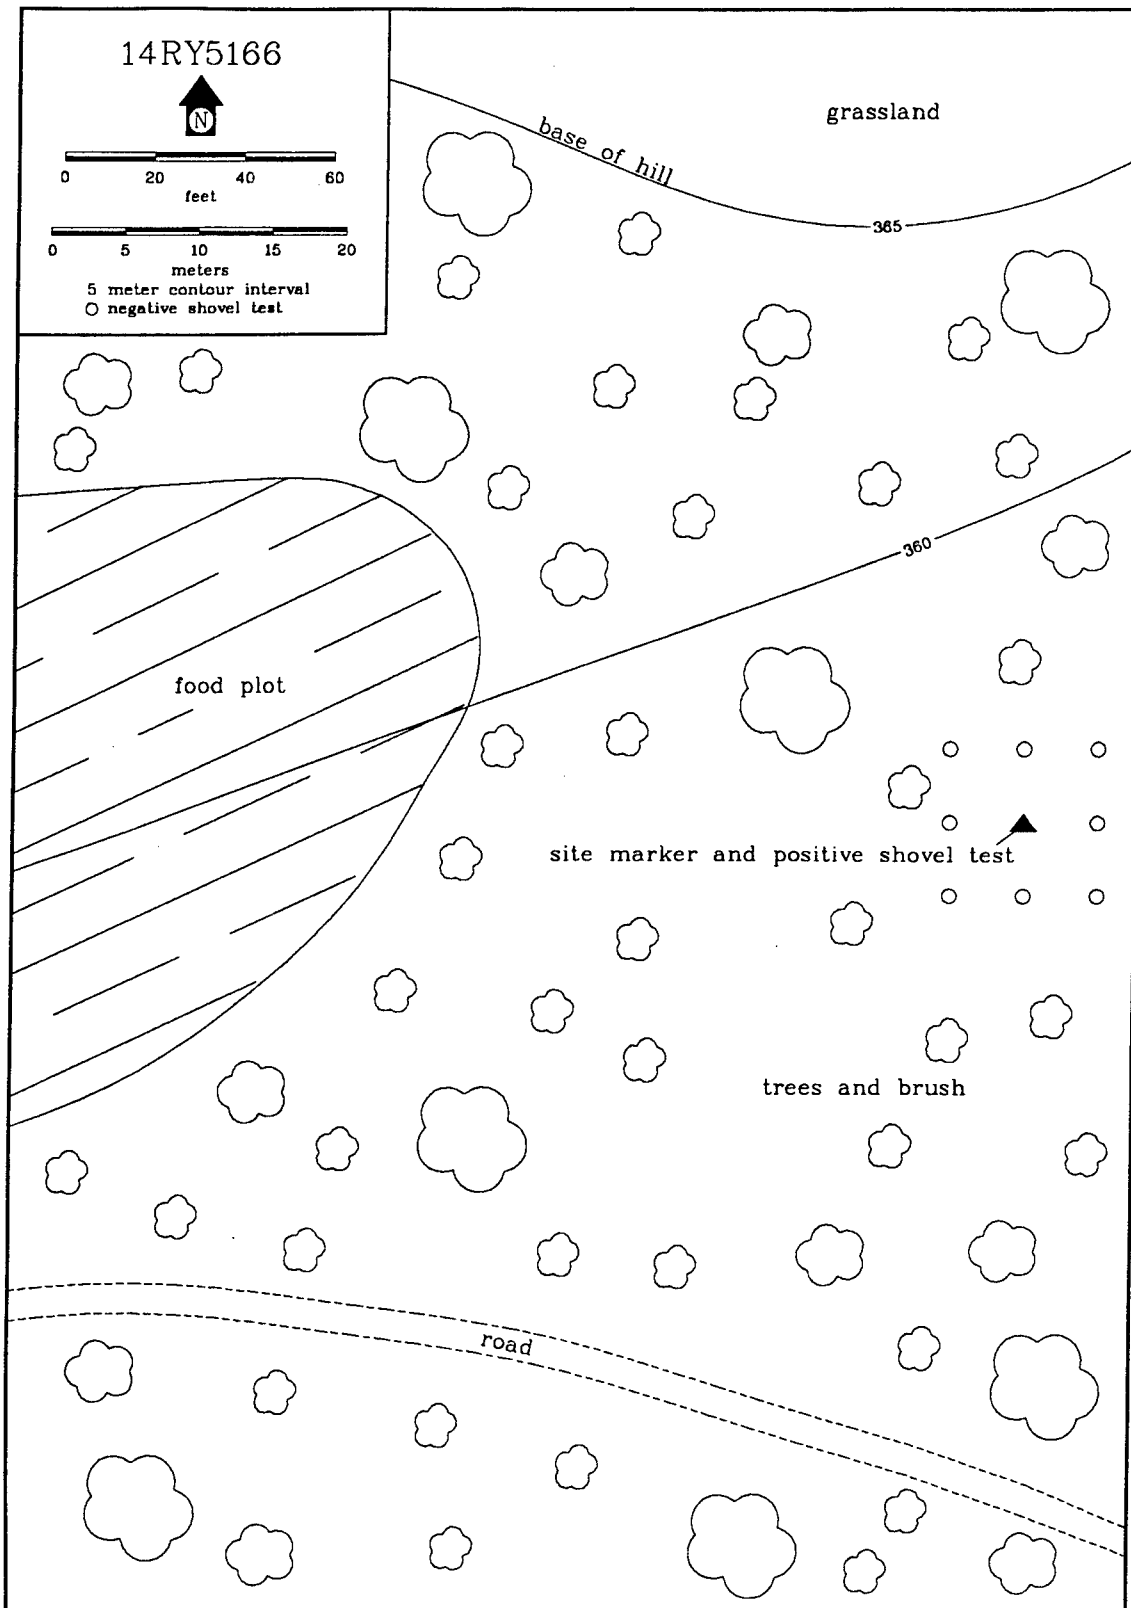 14RY5166
N
0 20 40 60
feet
0 5 10 15 20
meters
5 meter contour interval
negative shovel test
grassland
base of hill
365
360
food plot
site marker and positive shovel test
trees and brush
road